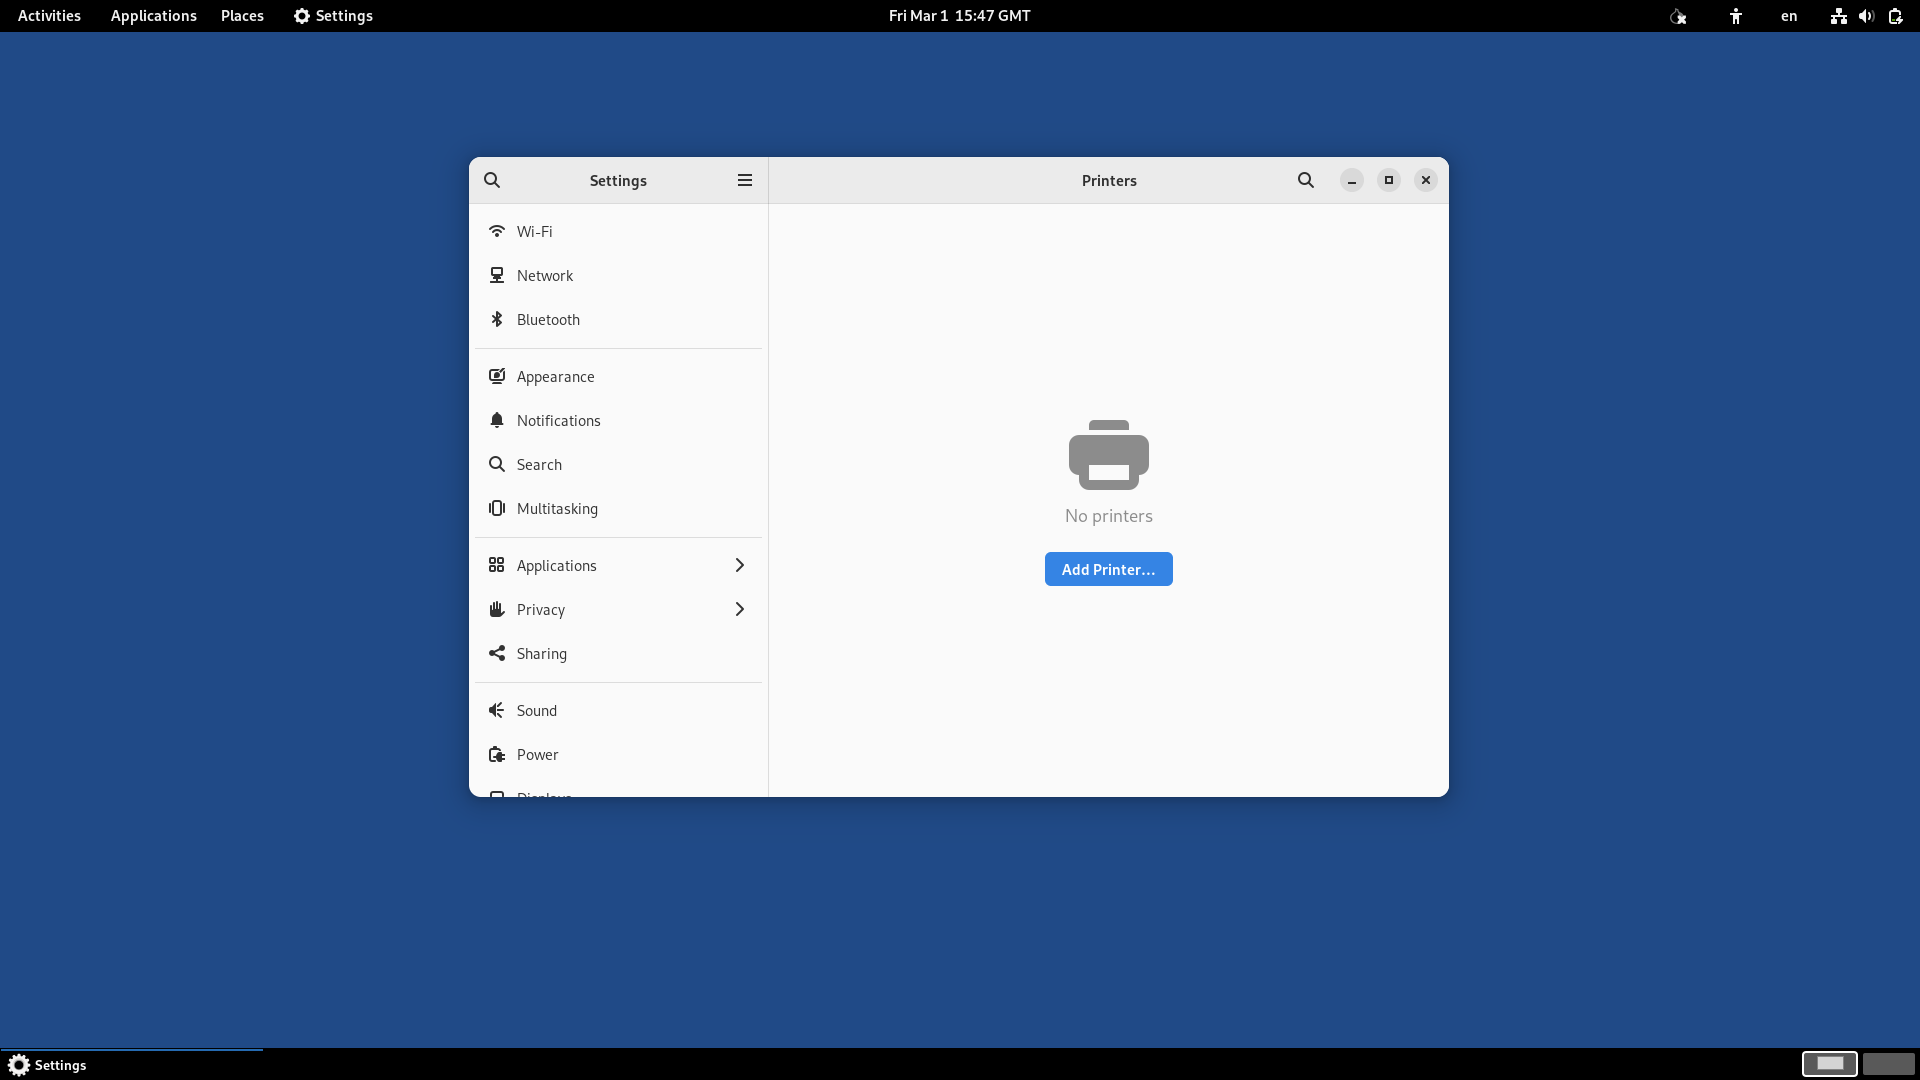 Activities Applications Places Settings Fri Mar 1 15:47 GMT en
Settings
Printers
Wi-Fi
Network
Bluetooth
Appearance
Notifications
Search
Multitasking
Applications
Privacy
Sharing
Sound
Power
Displays
No printers
Add Printer...
Settings